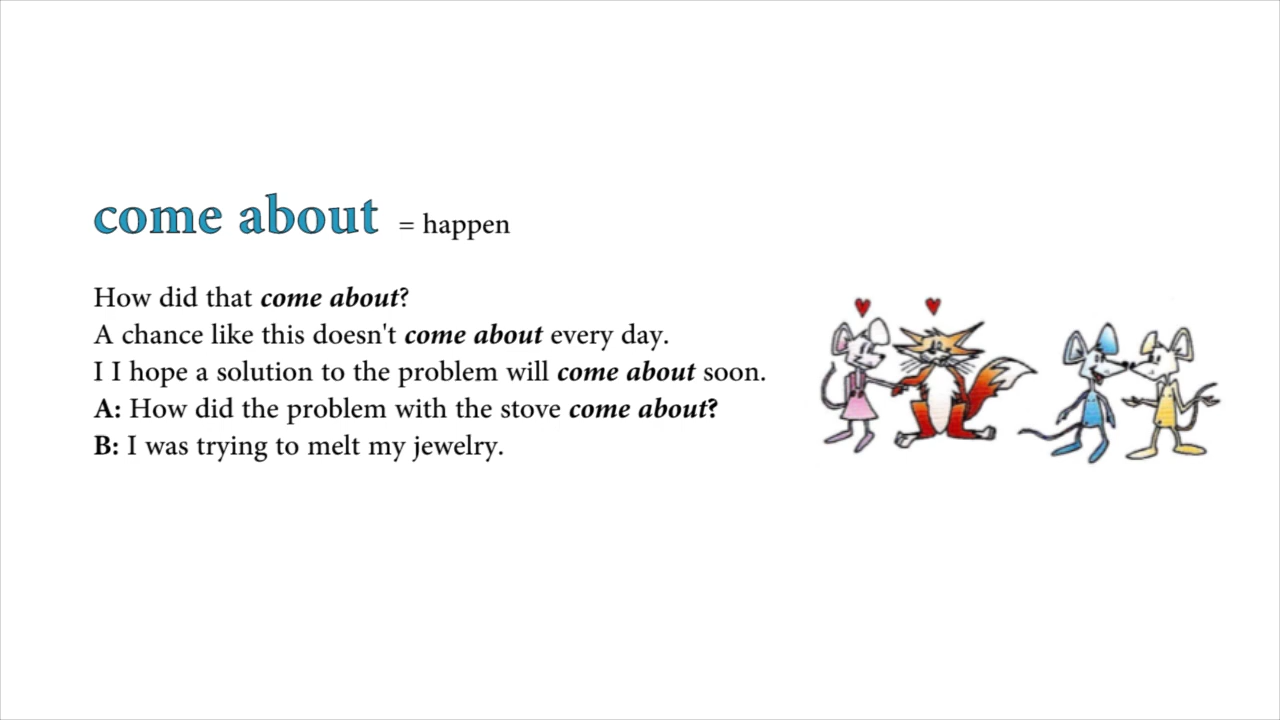 come about = happen
How did that come about?
A chance like this doesn't come about every day.
I I hope a solution to the problem will come about soon.
A: How did the problem with the stove come about?
B: I was trying to melt my jewelry.